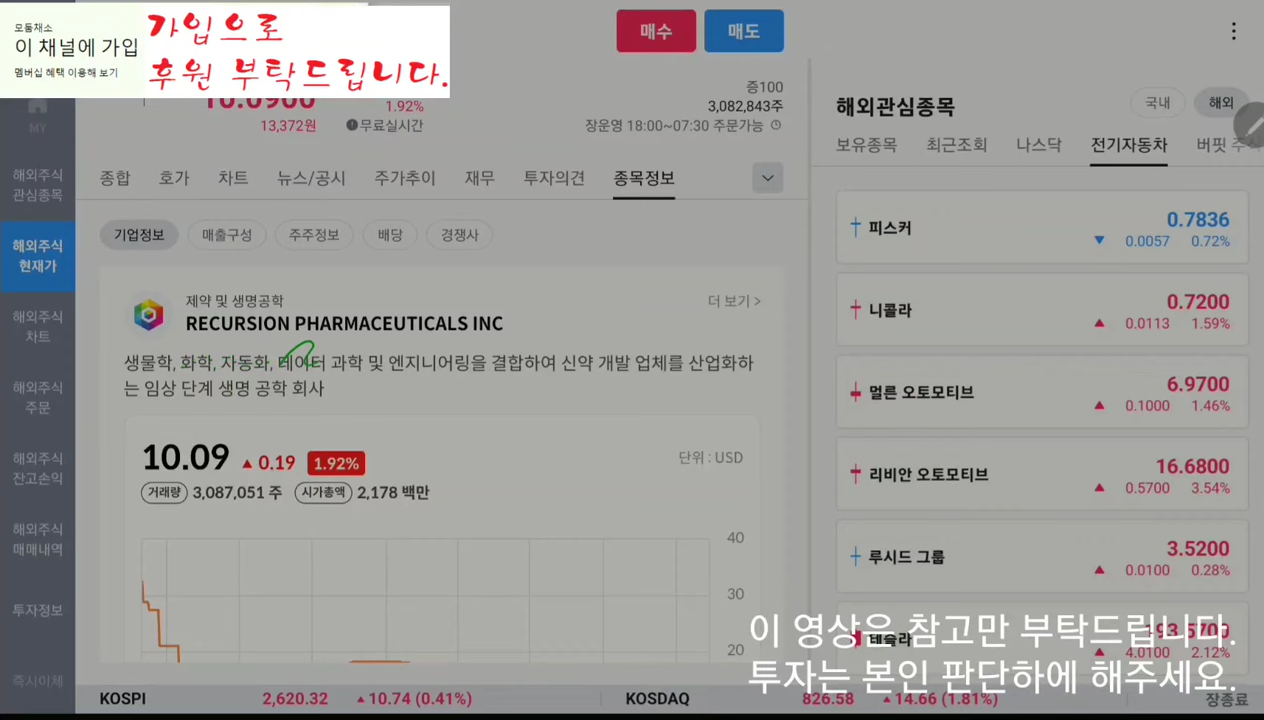 모둠채소
이 채널에 가입
멤버십 혜택 이용해 보기
가입으로
후원 부탁드립니다.
매수
매도
MY
해외주식
관심종목
해외주식
현재가
해외주식
차트
해외주식
주문
해외주식
잔고손익
해외주식
매매내역
투자정보
즉시이체
10.0900
1.92%
13,372원
무료실시간
증100
3,082,843주
장운영 18:00~07:30 주문가능
종합 호가 차트 뉴스/공시 주가추이 재무 투자의견 종목정보
기업정보 매출구성 주주정보 배당 경쟁사
제약 및 생명공학
더 보기 >
RECURSION PHARMACEUTICALS INC
생물학, 화학, 자동화, 데이터 과학 및 엔지니어링을 결합하여 신약 개발 업체를 산업화하
는 임상 단계 생명 공학 회사
10.09 ▲ 0.19 1.92%
단위 : USD
거래량 3,087,051 주 시가총액 2,178 백만
40
30
20
해외관심종목
국내 해외
보유종목 최근조회 나스닥 전기자동차 버핏 주식
피스커 0.7836
▼ 0.0057 0.72%
니콜라 0.7200
▲ 0.0113 1.59%
멀른 오토모티브 6.9700
▲ 0.1000 1.46%
리비안 오토모티브 16.6800
▲ 0.5700 3.54%
루시드 그룹 3.5200
▲ 0.0100 0.28%
테슬라 193.5700
▲ 4.0100 2.12%
이 영상은 참고만 부탁드립니다.
투자는 본인 판단하에 해주세요.
KOSPI 2,620.32 ▲ 10.74 (0.41%) KOSDAQ 826.58 ▲ 14.66 (1.81%) 장종료